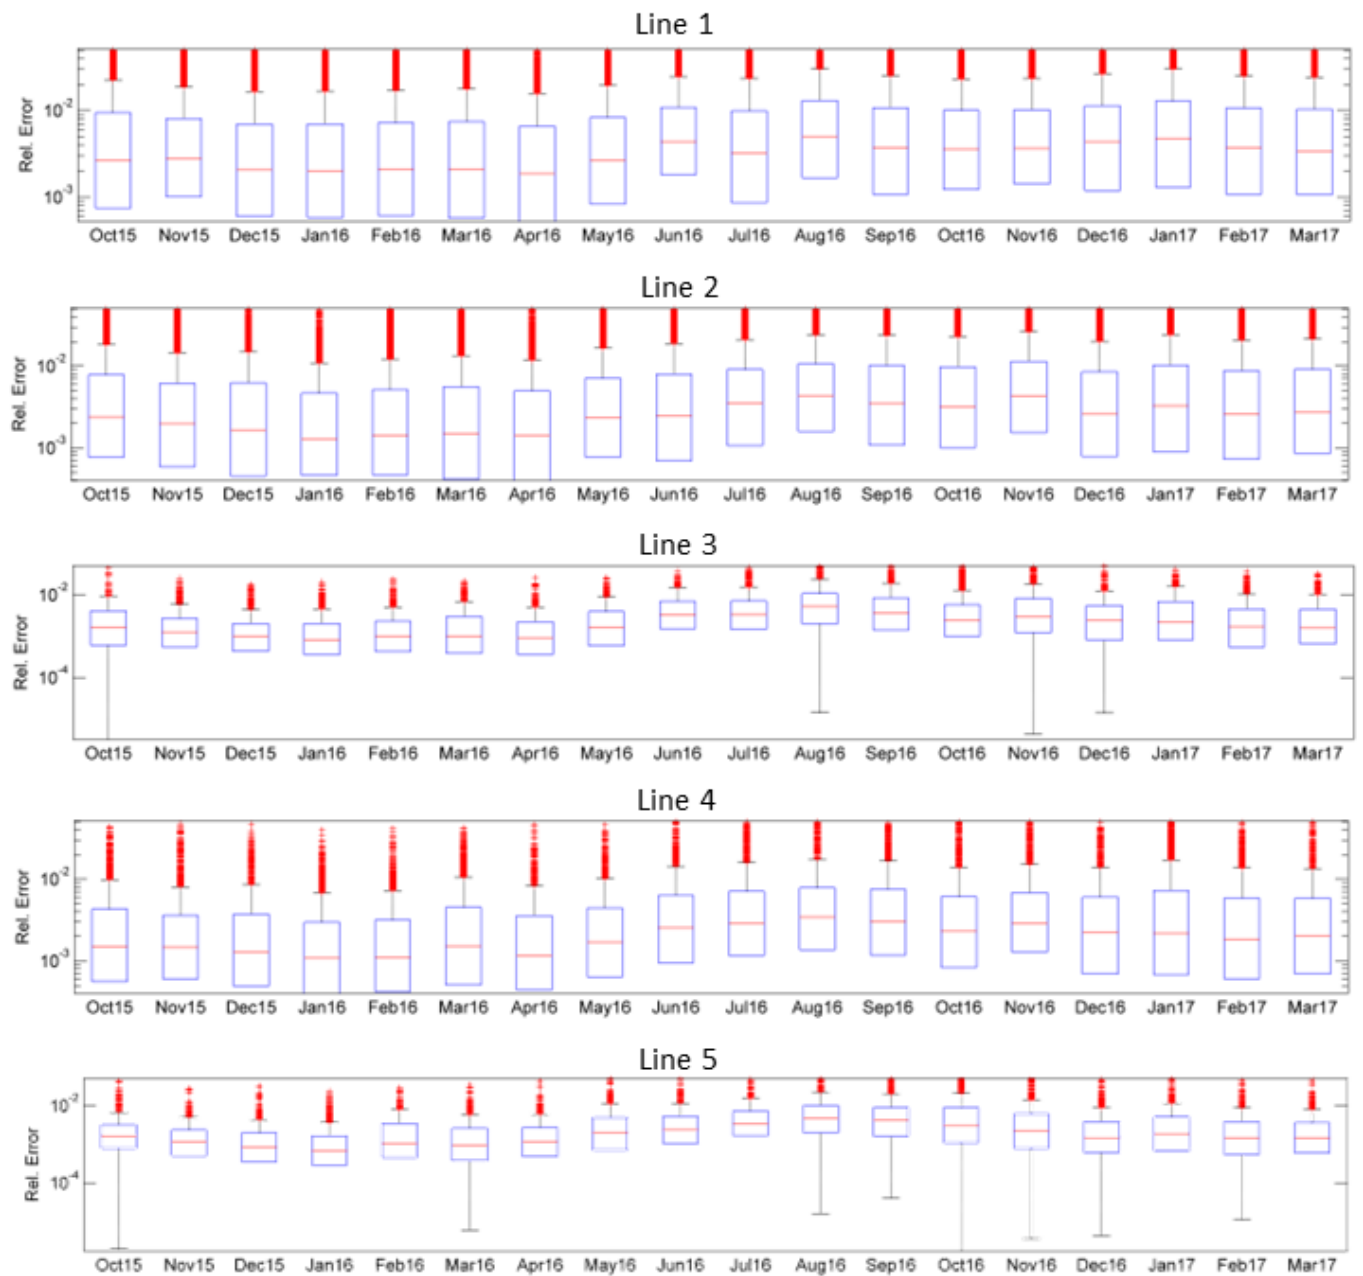 Line 1
Rel. Error
10-2
10-3
Oct15 Nov15 Dec15 Jan16 Feb16 Mar16 Apr16 May16 Jun16 Jul16 Aug16 Sep16 Oct16 Nov16 Dec16 Jan17 Feb17 Mar17
Line 2
Rel. Error
10-2
10-3
Oct15 Nov15 Dec15 Jan16 Feb16 Mar16 Apr16 May16 Jun16 Jul16 Aug16 Sep16 Oct16 Nov16 Dec16 Jan17 Feb17 Mar17
Line 3
Rel. Error
10-2
10-4
Oct15 Nov15 Dec15 Jan16 Feb16 Mar16 Apr16 May16 Jun16 Jul16 Aug16 Sep16 Oct16 Nov16 Dec16 Jan17 Feb17 Mar17
Line 4
Rel. Error
10-2
10-3
Oct15 Nov15 Dec15 Jan16 Feb16 Mar16 Apr16 May16 Jun16 Jul16 Aug16 Sep16 Oct16 Nov16 Dec16 Jan17 Feb17 Mar17
Line 5
Rel. Error
10-2
10-4
Oct15 Nov15 Dec15 Jan16 Feb16 Mar16 Apr16 May16 Jun16 Jul16 Aug16 Sep16 Oct16 Nov16 Dec16 Jan17 Feb17 Mar17